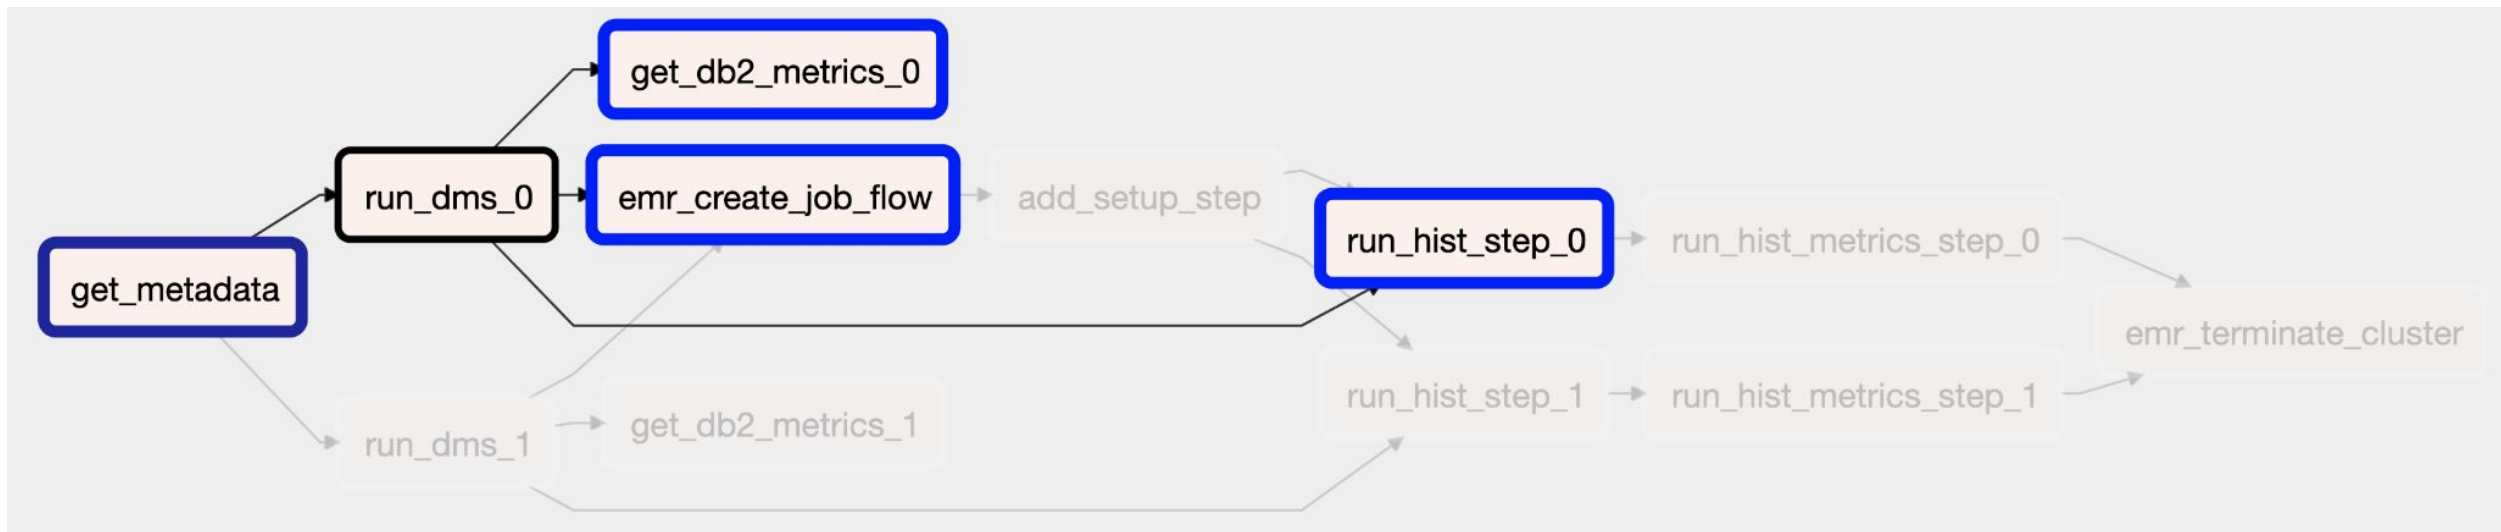 get_db2_metrics_0
run_dms_0
emr_create_job_flow
add_setup_step
run_hist_step_0
run_hist_metrics_step_0
get_metadata
emr_terminate_cluster
run_hist_step_1
run_hist_metrics_step_1
get_db2_metrics_1
run_dms_1